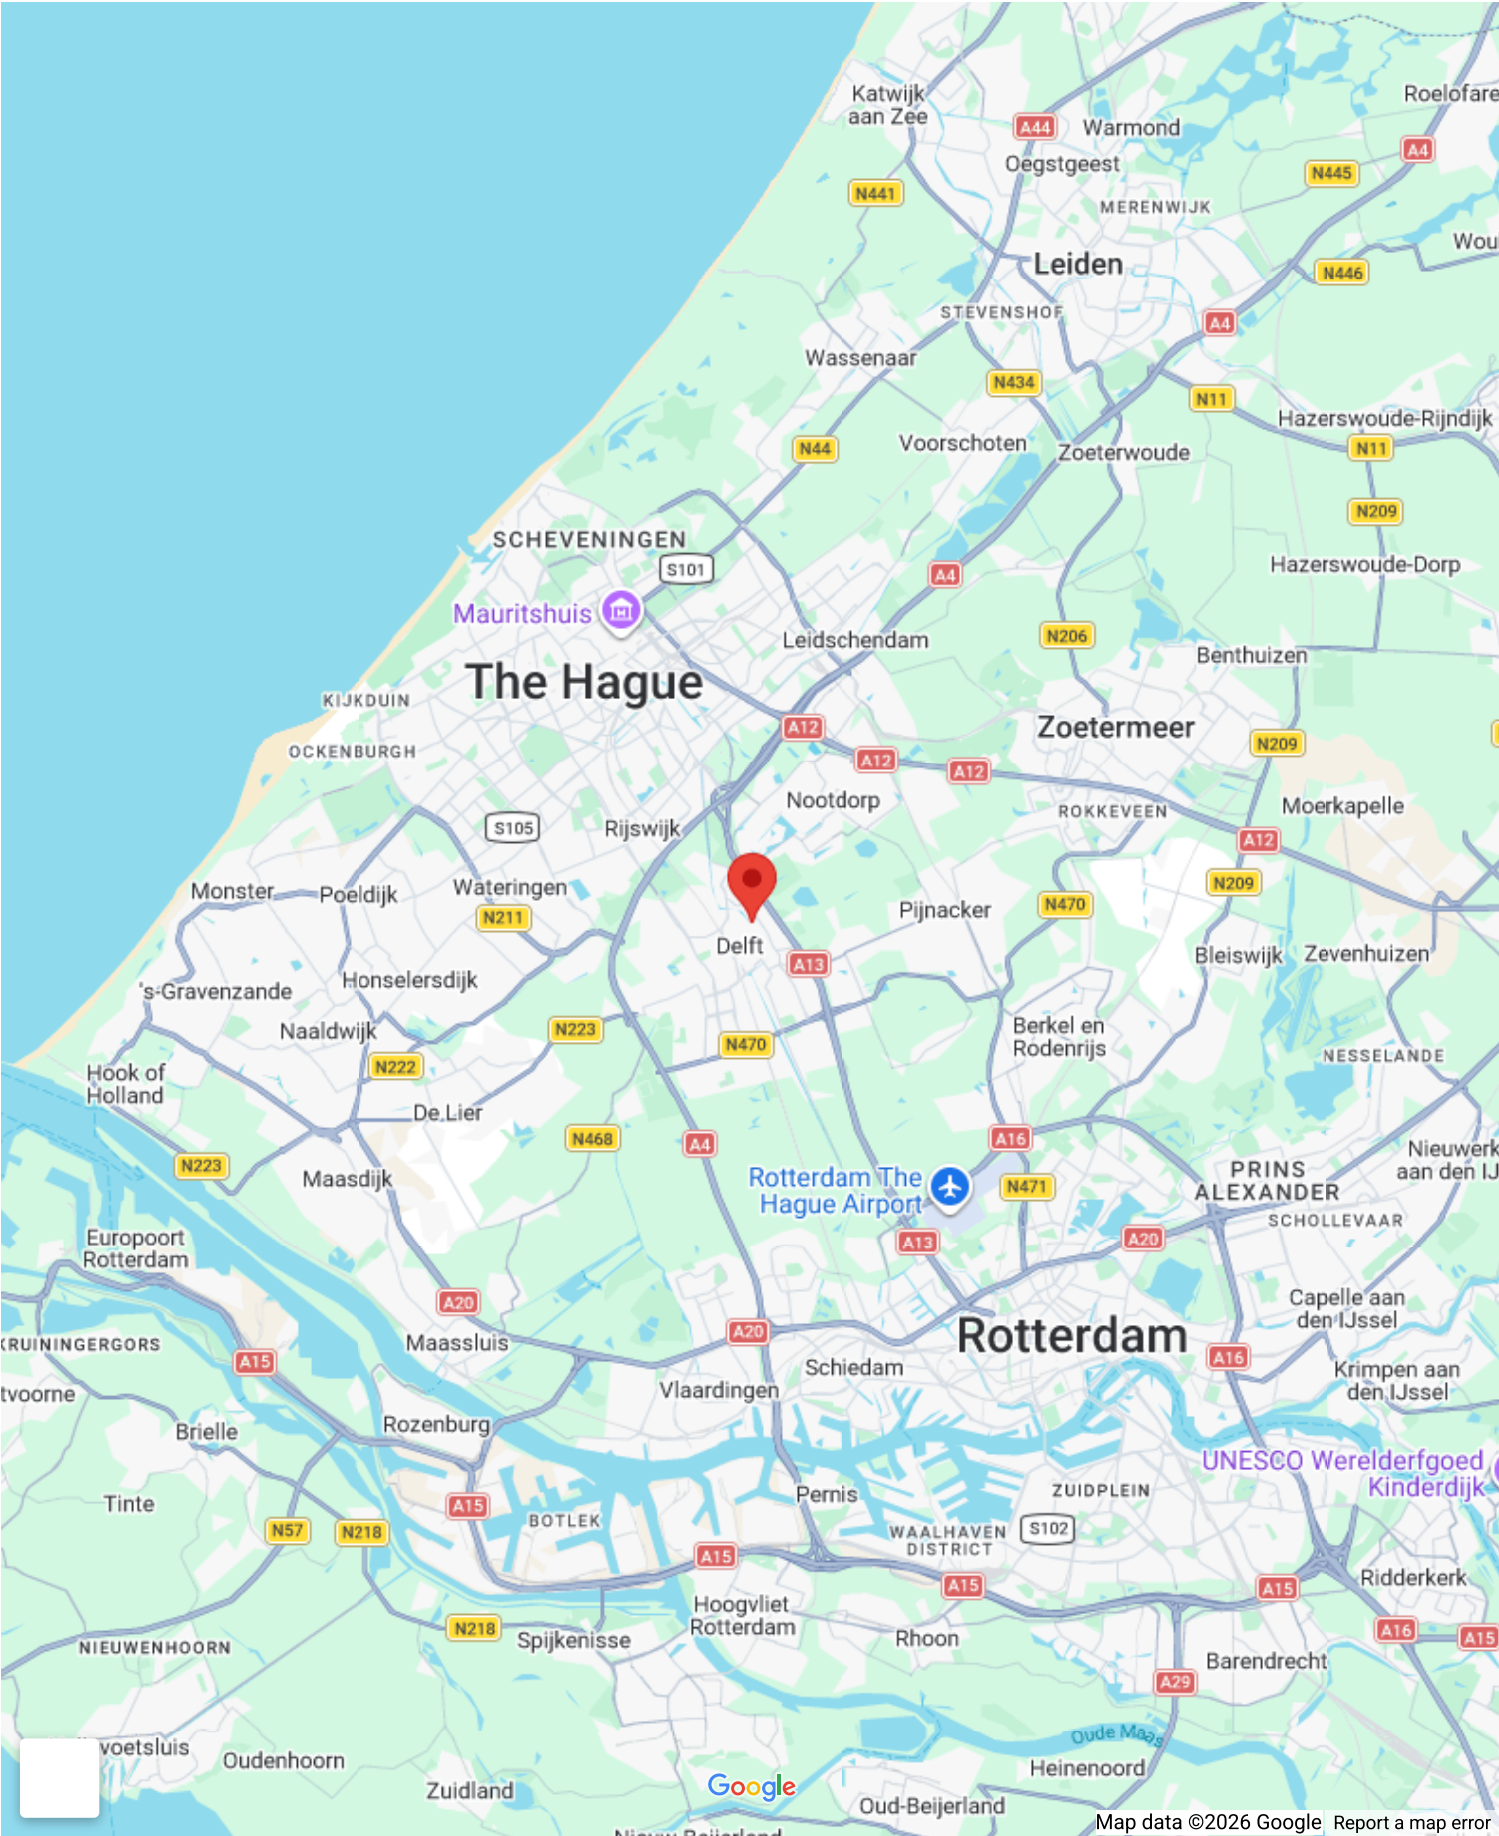 Katwijk
aan Zee
A44
Warmond
Roelofare
A4
Oegstgeest
N445
N441
MERENWIJK
Wou
Leiden
N446
STEVENSHOF
A4
Wassenaar
N434
N11
Hazerswoude-Rijndijk
Voorschoten
N44
Zoeterwoude
N11
N209
SCHEVENINGEN
S101
A4
Hazerswoude-Dorp
Mauritshuis
Leidschendam
N206
Benthuizen
The Hague
KIJKDUIN
A12
Zoetermeer
N209
OCKENBURGH
A12
A12
Nootdorp
ROKKEVEEN
Moerkapelle
S105
Rijswijk
A12
Monster
Poeldijk
Wateringen
N209
N211
Pijnacker
N470
Delft
A13
Bleiswijk
Zevenhuizen
's-Gravenzande
Honselersdijk
Naaldwijk
N223
N470
Berkel en
Rodenrijs
NESSELANDE
Hook of
Holland
N222
De Lier
N468
A4
A16
N223
Maasdijk
Rotterdam The
Hague Airport
N471
PRINS
ALEXANDER
Nieuwerk
aan den IJ
SCHOLLEVAAR
Europoort
Rotterdam
A13
A20
A20
Capelle aan
den IJssel
KRUININGERGORS
Maassluis
A20
Rotterdam
A15
Schiedam
A16
Krimpen aan
den IJssel
tvoorne
Vlaardingen
Brielle
Rozenburg
UNESCO Werelderfgoed
Kinderdijk
Tinte
A15
Pernis
ZUIDPLEIN
N57
N218
BOTLEK
WAALHAVEN
DISTRICT
S102
A15
A15
A15
Ridderkerk
Hoogvliet
Rotterdam
N218
Spijkenisse
Rhoon
A16
A15
NIEUWENHOORN
Barendrecht
A29
voetsluis
Oudenhoorn
Oude Maas
Heinenoord
Zuidland
Google
Oud-Beijerland
Map data ©2026 Google
Report a map error